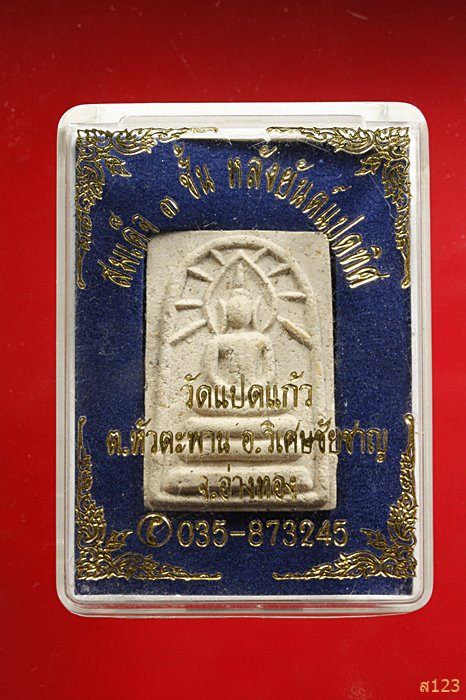 สมเด็จ ๓ ชั้น หลังยันต์แปดทิศ
วัดแปดแก้ว
ต.หัวตะพาน อ.วิเศษชัยชาญ
จ.อ่างทอง
✆035-873245
ส123